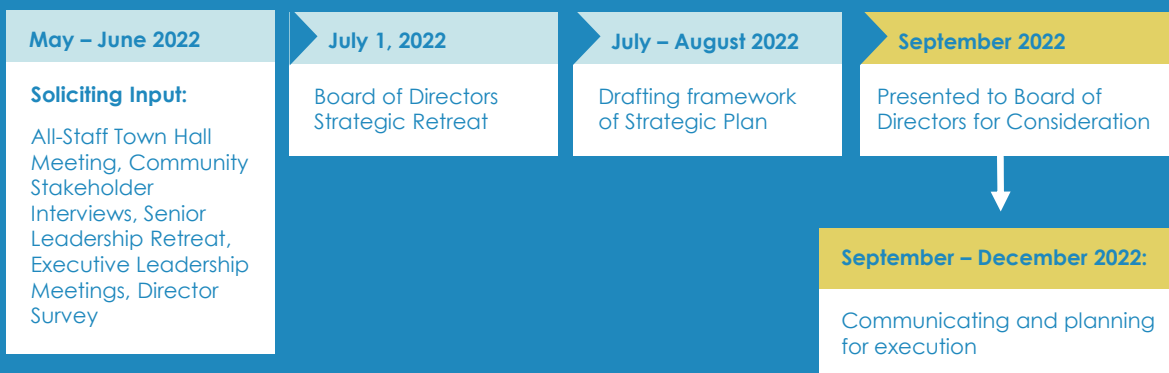 May – June 2022
Soliciting Input:
All-Staff Town Hall
Meeting, Community
Stakeholder
Interviews, Senior
Leadership Retreat,
Executive Leadership
Meetings, Director
Survey
July 1, 2022
Board of Directors
Strategic Retreat
July – August 2022
Drafting framework
of Strategic Plan
September 2022
Presented to Board of
Directors for Consideration
September – December 2022:
Communicating and planning
for execution